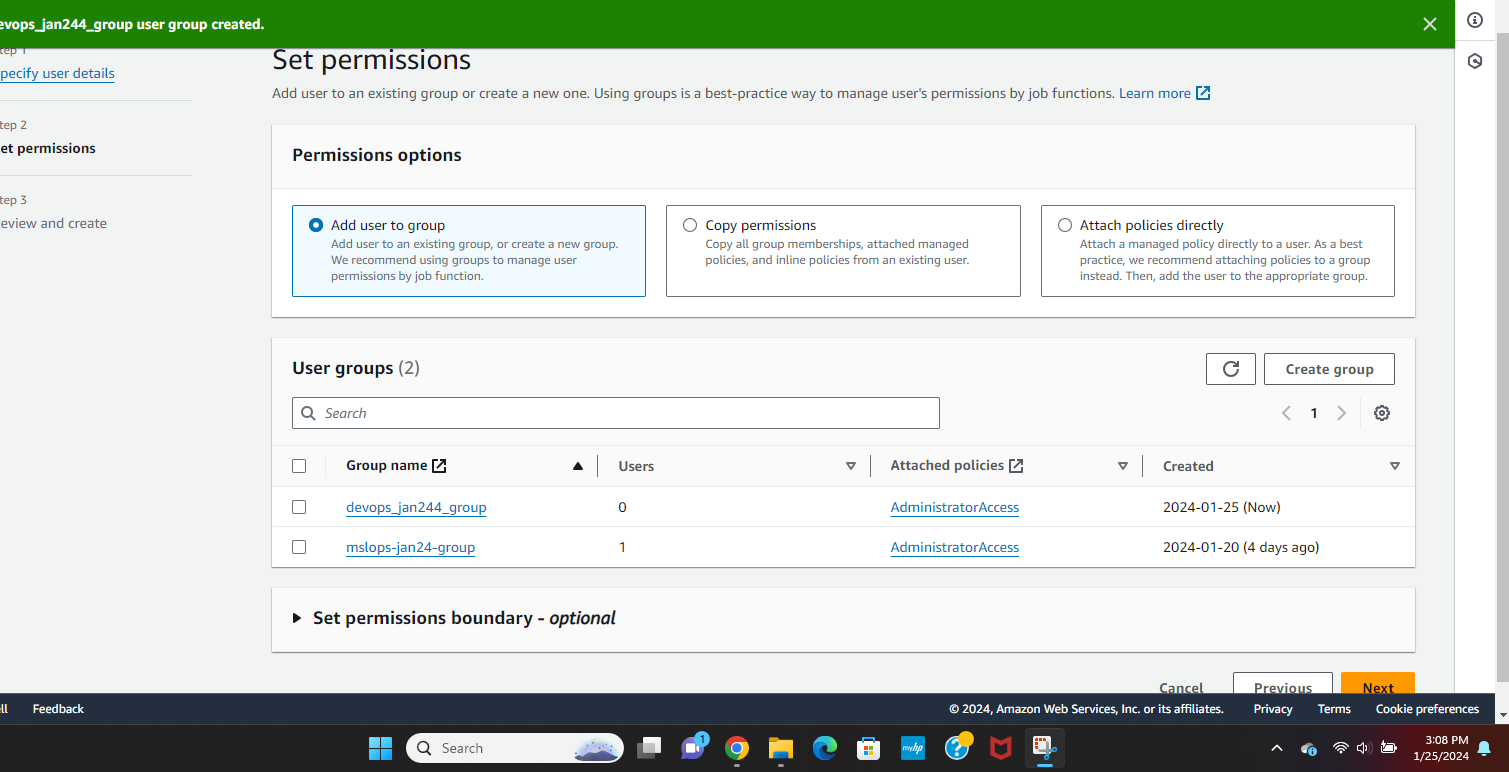 evops_jan244_group user group created.
tep 1
pecify user details
tep 2
et permissions
tep 3
eview and create
Set permissions
Add user to an existing group or create a new one. Using groups is a best-practice way to manage user's permissions by job functions. Learn more
Permissions options
Add user to group
Add user to an existing group, or create a new group.
We recommend using groups to manage user
permissions by job function.
Copy permissions
Copy all group memberships, attached managed
policies, and inline policies from an existing user.
Attach policies directly
Attach a managed policy directly to a user. As a best
practice, we recommend attaching policies to a group
instead. Then, add the user to the appropriate group.
User groups (2)
Create group
Search
1
Group name Users Attached policies Created
devops_jan244_group 0 AdministratorAccess 2024-01-25 (Now)
mslops-jan24-group 1 AdministratorAccess 2024-01-20 (4 days ago)
Set permissions boundary - optional
Cancel Previous Next
ll Feedback © 2024, Amazon Web Services, Inc. or its affiliates. Privacy Terms Cookie preferences
Search
1
myhp
3:08 PM
1/25/2024